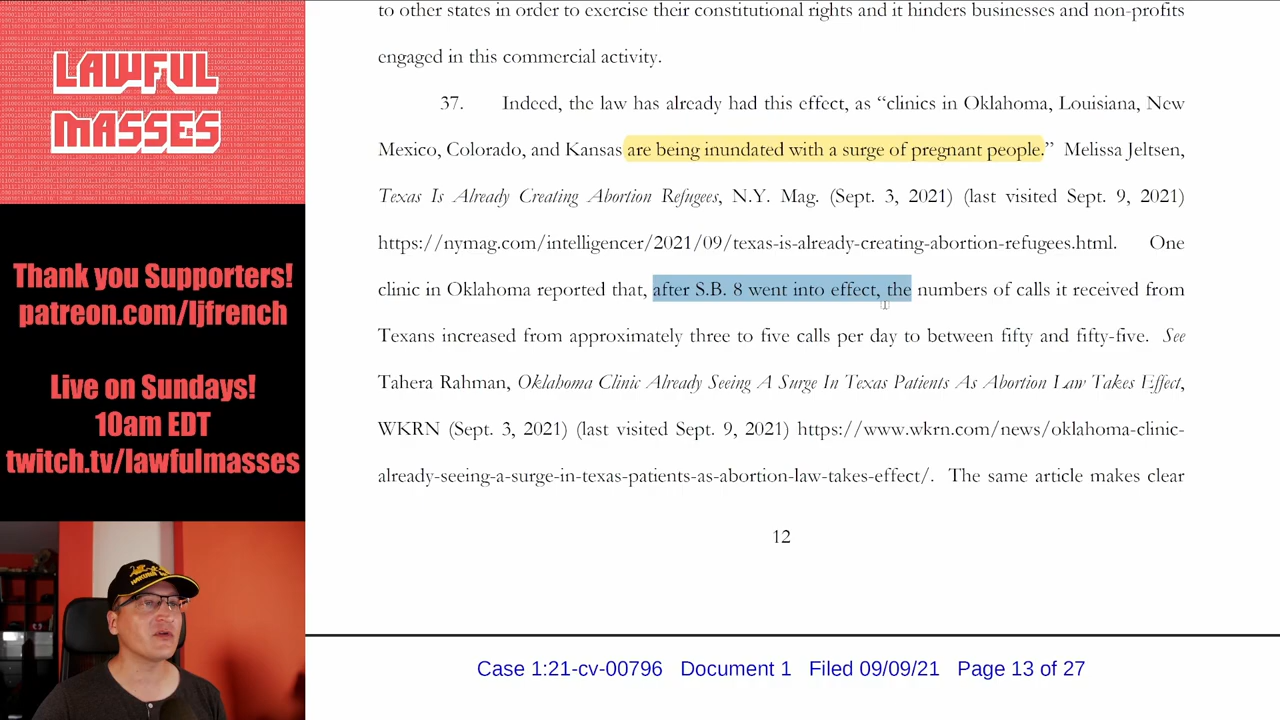 LAWFUL
MASSES
Thank you Supporters!
patreon.com/ljfrench
Live on Sundays!
10am EDT
twitch.tv/lawfulmasses
to other states in order to exercise their constitutional rights and it hinders businesses and non-profits
engaged in this commercial activity.
37. Indeed, the law has already had this effect, as “clinics in Oklahoma, Louisiana, New
Mexico, Colorado, and Kansas are being inundated with a surge of pregnant people.” Melissa Jeltsen,
Texas Is Already Creating Abortion Refugees, N.Y. Mag. (Sept. 3, 2021) (last visited Sept. 9, 2021)
https://nymag.com/intelligencer/2021/09/texas-is-already-creating-abortion-refugees.html. One
clinic in Oklahoma reported that, after S.B. 8 went into effect, the numbers of calls it received from
Texans increased from approximately three to five calls per day to between fifty and fifty-five. See
Tahera Rahman, Oklahoma Clinic Already Seeing A Surge In Texas Patients As Abortion Law Takes Effect,
WKRN (Sept. 3, 2021) (last visited Sept. 9, 2021) https://www.wkrn.com/news/oklahoma-clinic-
already-seeing-a-surge-in-texas-patients-as-abortion-law-takes-effect/. The same article makes clear
12
Case 1:21-cv-00796 Document 1 Filed 09/09/21 Page 13 of 27